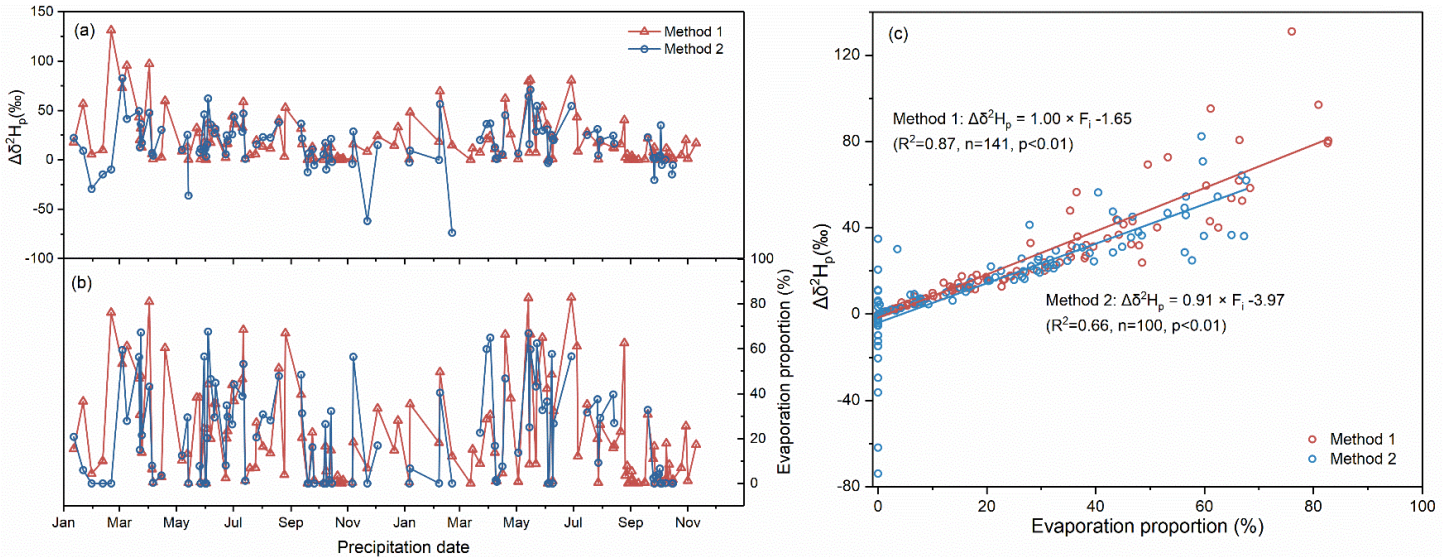 (a)
Method 1
Method 2
Δδ²Hₚ(‰)
150
100
50
0
-50
-100
(b)
Evaporation proportion (%)
100
80
60
40
20
0
Jan Mar May Jul Sep Nov Jan Mar May Jul Sep Nov
Precipitation date
(c)
Δδ²Hₚ(‰)
120
80
40
0
-40
-80
Method 1: Δδ²Hₚ = 1.00 × Fᵢ -1.65
(R²=0.87, n=141, p<0.01)
Method 2: Δδ²Hₚ = 0.91 × Fᵢ -3.97
(R²=0.66, n=100, p<0.01)
Method 1
Method 2
0 20 40 60 80 100
Evaporation proportion (%)